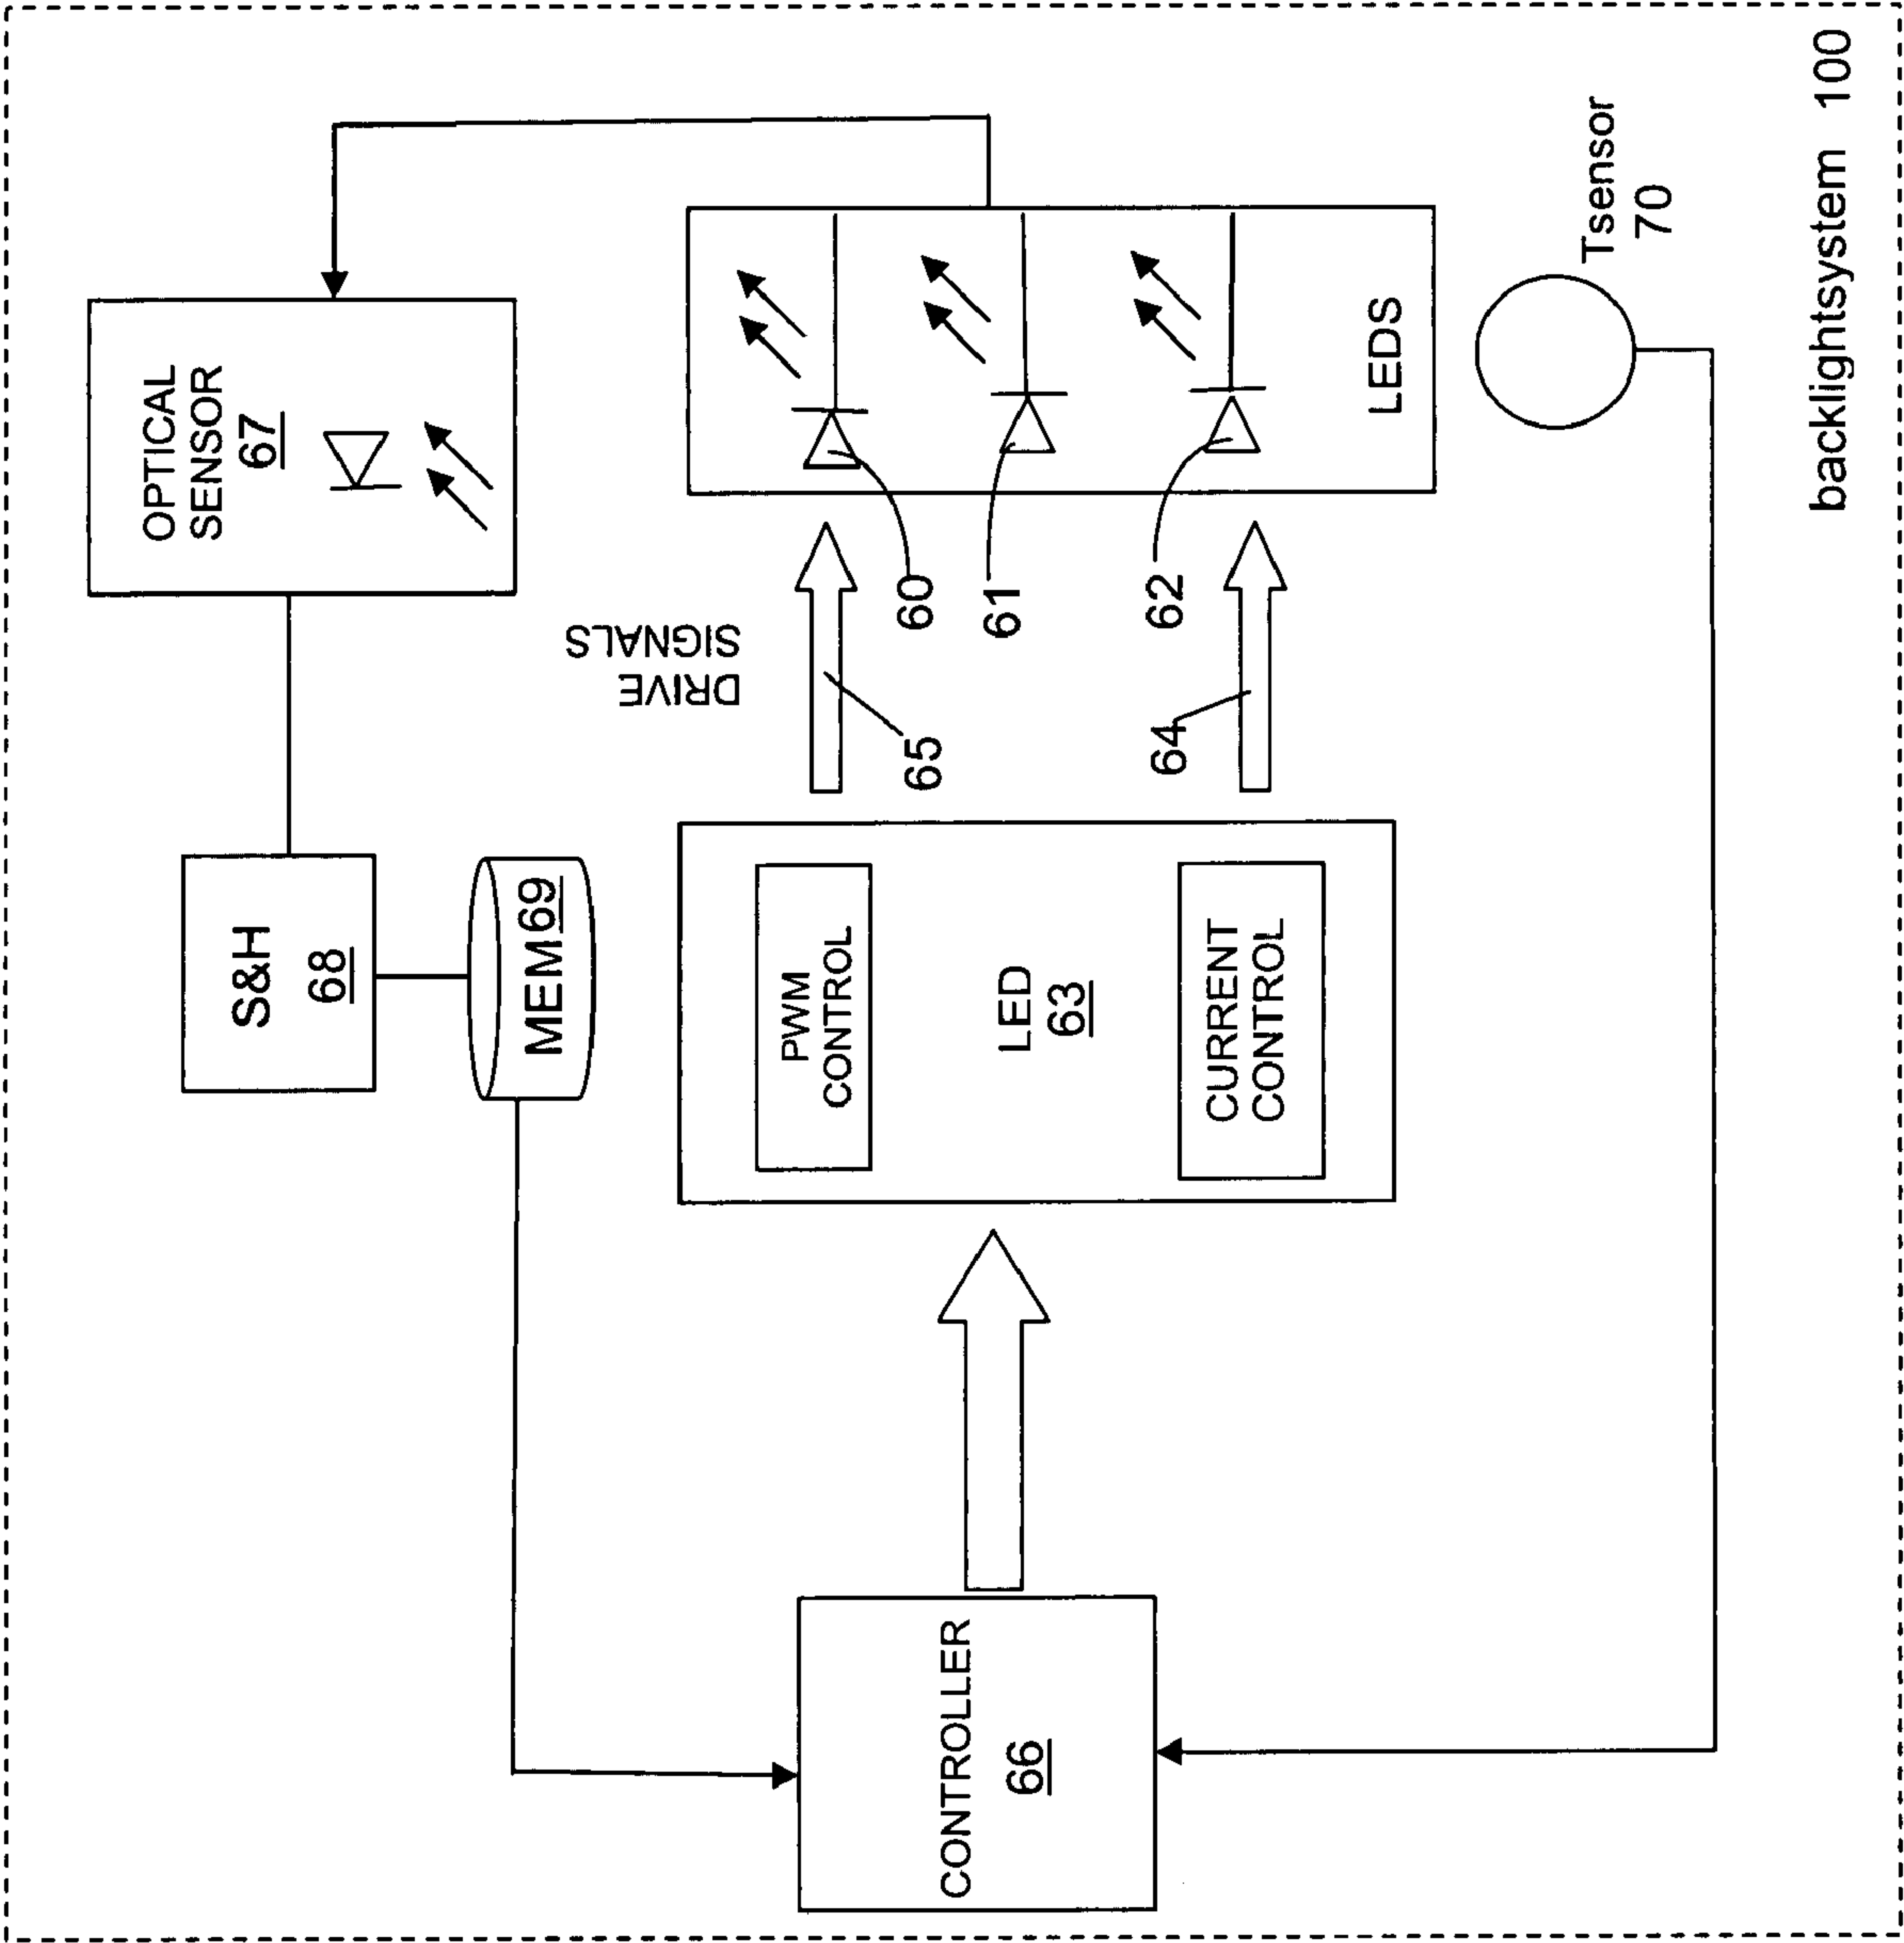 OPTICAL
SENSOR
67
S&H
68
MEM69
DRIVE
SIGNALS
65
60
61
62
64
LEDS
Tsensor
70
PWM
CONTROL
LED
63
CURRENT
CONTROL
CONTROLLER
66
backlightsystem 100